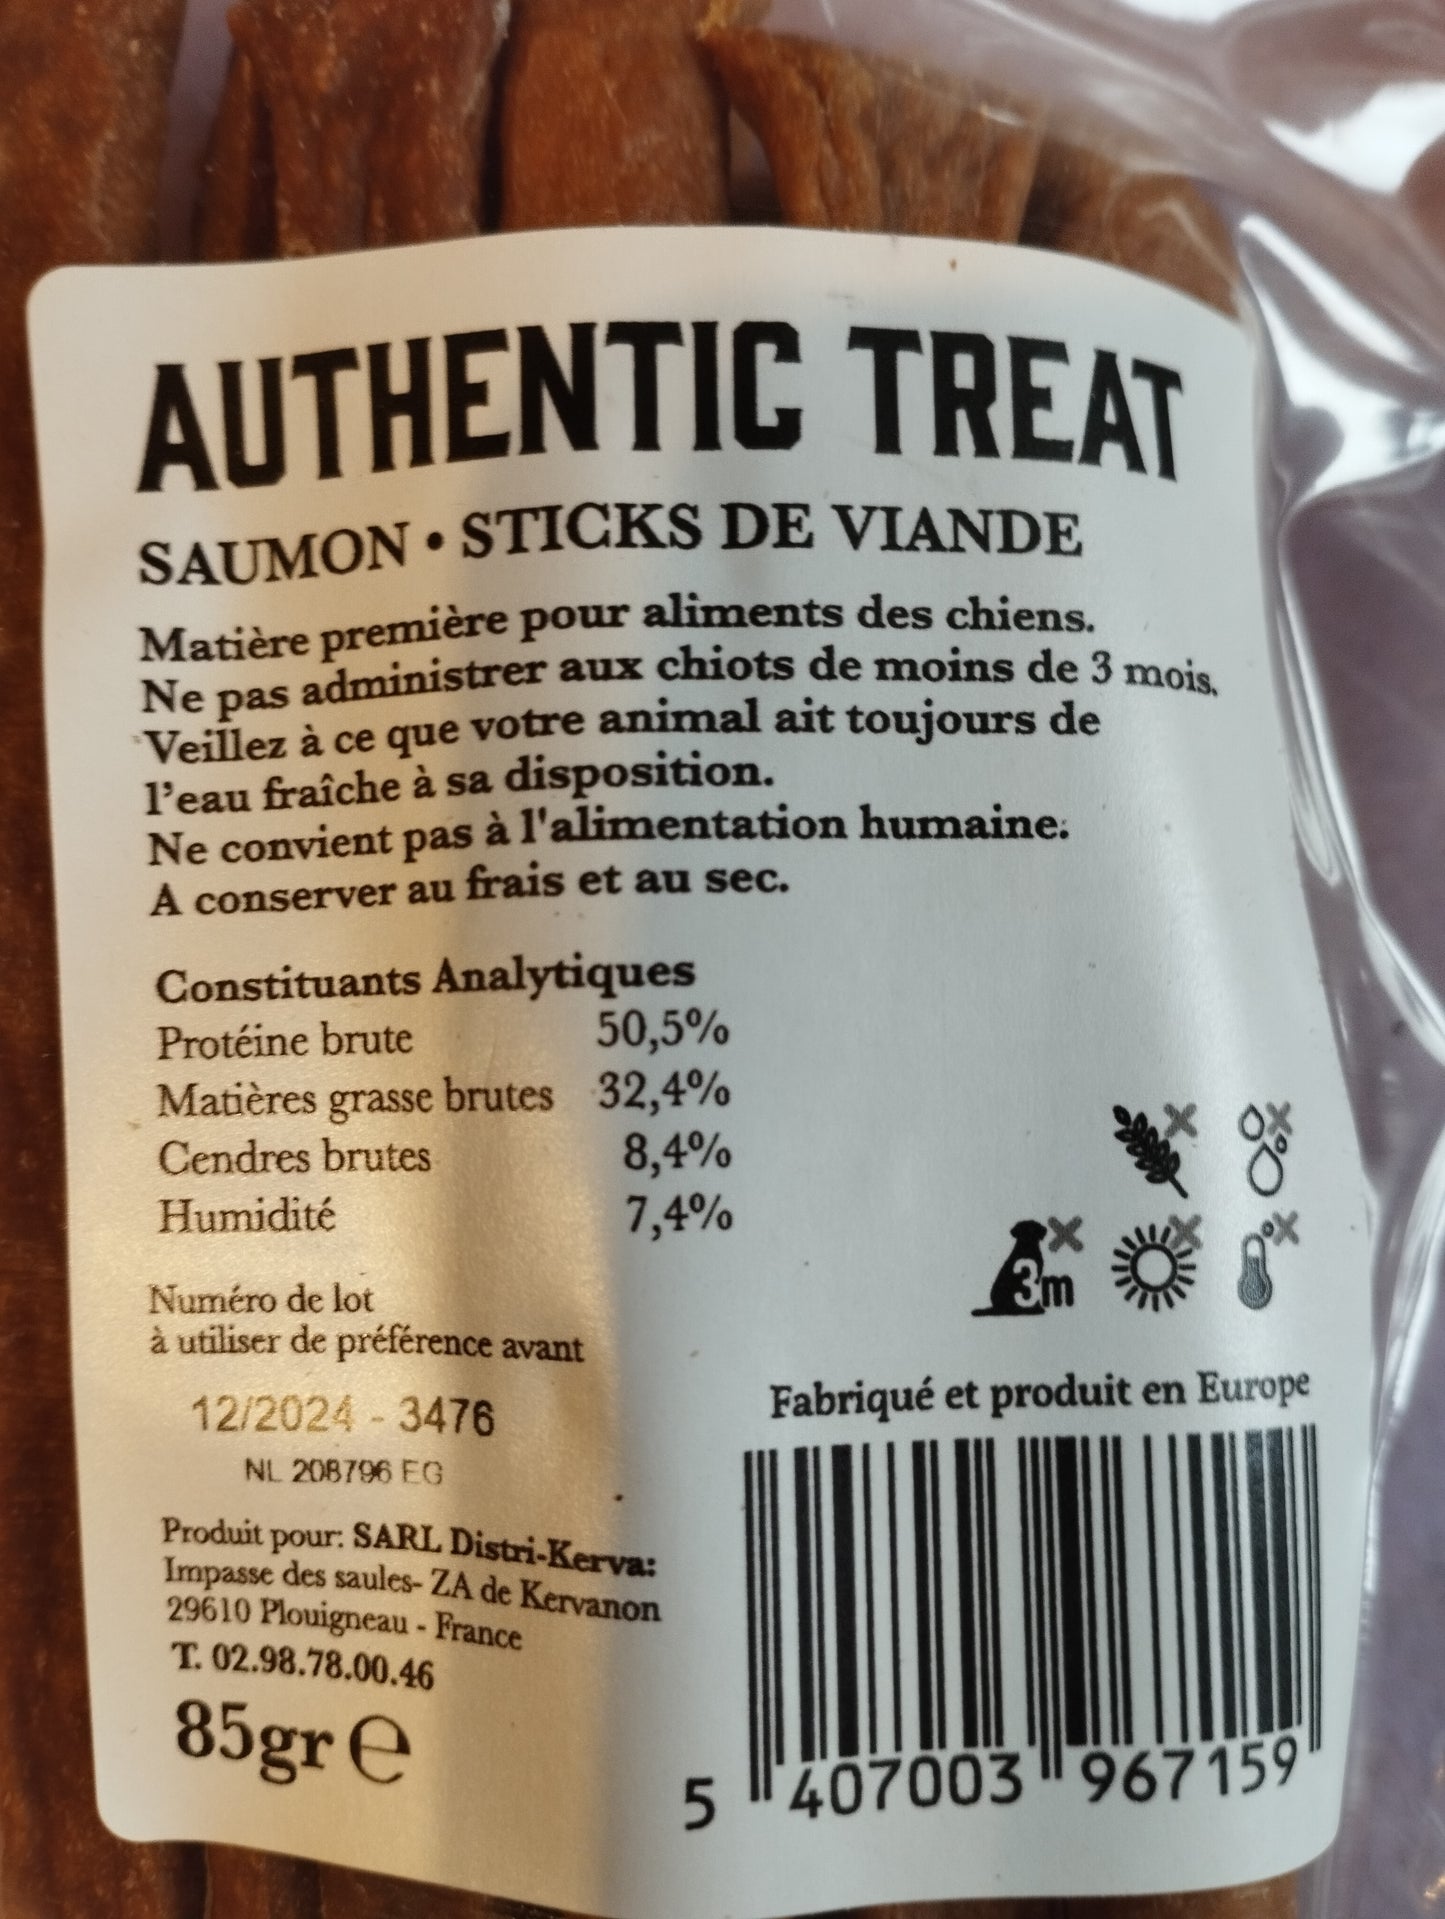 AUTHENTIC TREAT
SAUMON • STICKS DE VIANDE
Matière première pour aliments des chiens.
Ne pas administrer aux chiots de moins de 3 mois.
Veillez à ce que votre animal ait toujours de
l'eau fraîche à sa disposition.
Ne convient pas à l'alimentation humaine.
A conserver au frais et au sec.
Constituants Analytiques
Protéine brute 50,5%
Matières grasse brutes 32,4%
Cendres brutes 8,4%
Humidité 7,4%
3m
Numéro de lot
à utiliser de préférence avant
12/2024 - 3476
NL 208796 EG
Fabriqué et produit en Europe
Produit pour: SARL Distri-Kerva:
Impasse des saules- ZA de Kervanon
29610 Plouigneau - France
T. 02.98.78.00.46
85gr e
5 407003 967159